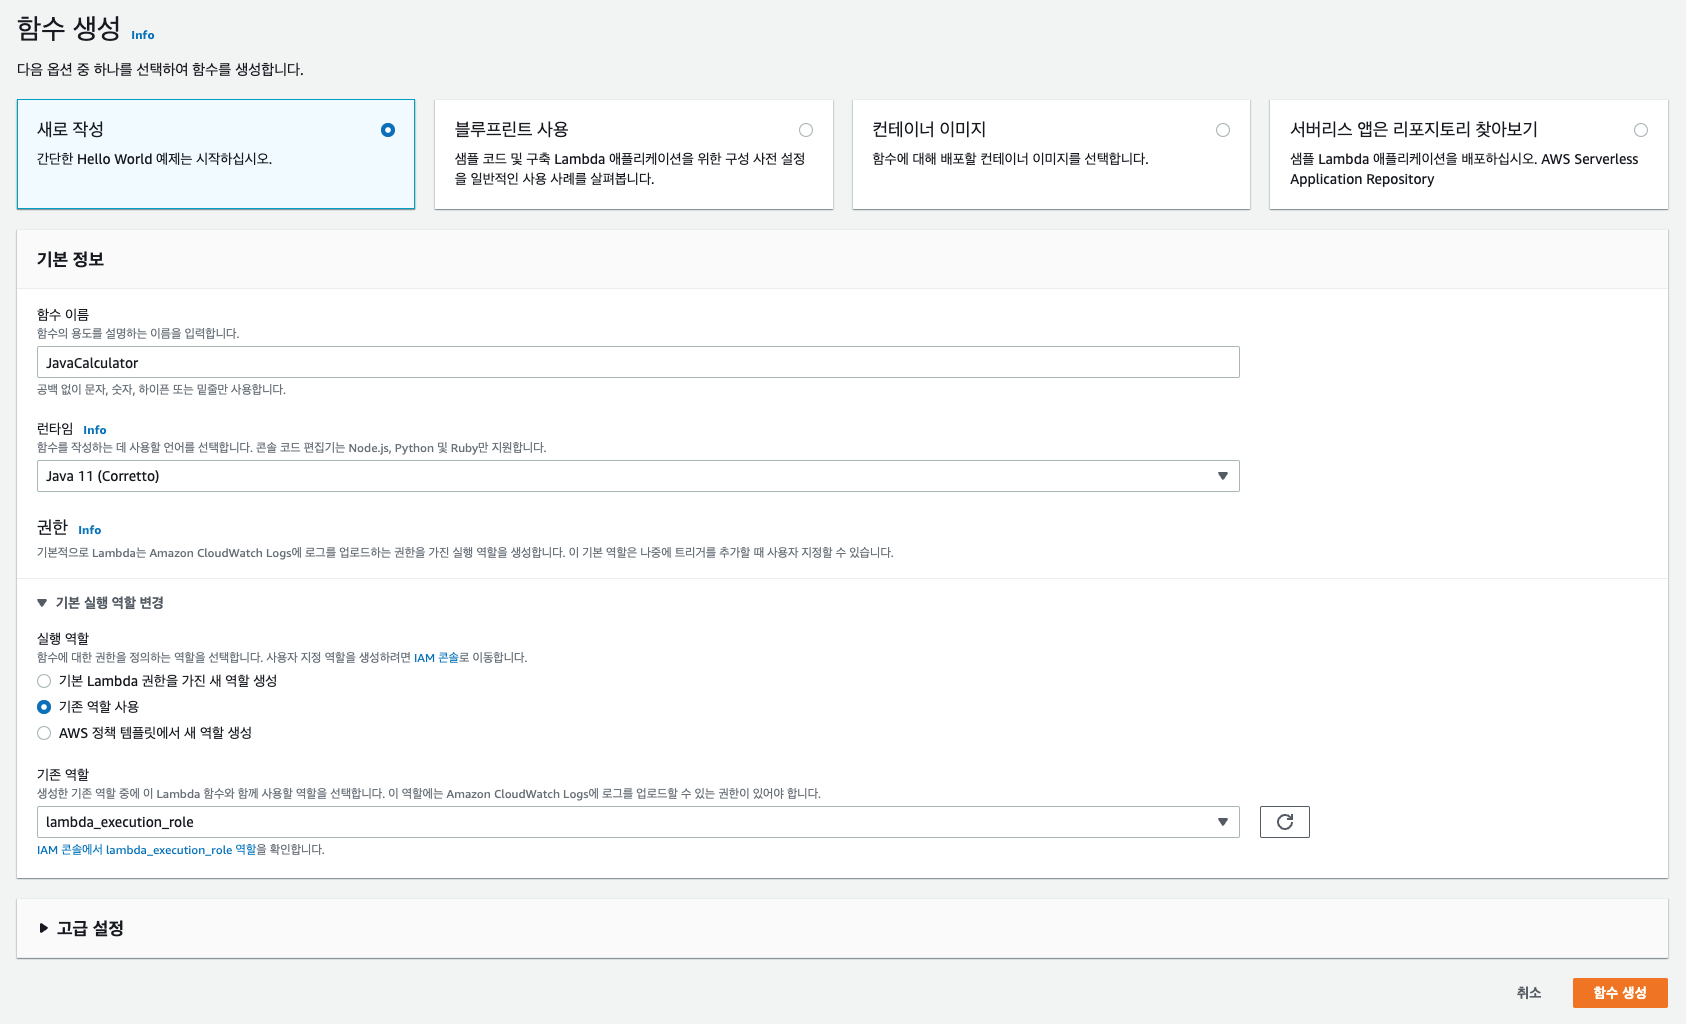 함수 생성 Info
다음 옵션 중 하나를 선택하여 함수를 생성합니다.
새로 작성
간단한 Hello World 예제는 시작하십시오.
블루프린트 사용
샘플 코드 및 구축 Lambda 애플리케이션을 위한 구성 사전 설정
을 일반적인 사용 사례를 살펴봅니다.
컨테이너 이미지
함수에 대해 배포할 컨테이너 이미지를 선택합니다.
서버리스 앱은 리포지토리 찾아보기
샘플 Lambda 애플리케이션을 배포하십시오. AWS Serverless
Application Repository
기본 정보
함수 이름
함수의 용도를 설명하는 이름을 입력합니다.
JavaCalculator
공백 없이 문자, 숫자, 하이픈 또는 밑줄만 사용합니다.
런타임 Info
함수를 작성하는 데 사용할 언어를 선택합니다. 콘솔 코드 편집기는 Node.js, Python 및 Ruby만 지원합니다.
Java 11 (Corretto)
권한 Info
기본적으로 Lambda는 Amazon CloudWatch Logs에 로그를 업로드하는 권한을 가진 실행 역할을 생성합니다. 이 기본 역할은 나중에 트리거를 추가할 때 사용자 지정할 수 있습니다.
기본 실행 역할 변경
실행 역할
함수에 대한 권한을 정의하는 역할을 선택합니다. 사용자 지정 역할을 생성하려면 IAM 콘솔로 이동합니다.
기본 Lambda 권한을 가진 새 역할 생성
기존 역할 사용
AWS 정책 템플릿에서 새 역할 생성
기존 역할
생성한 기존 역할 중에 이 Lambda 함수와 함께 사용할 역할을 선택합니다. 이 역할에는 Amazon CloudWatch Logs에 로그를 업로드할 수 있는 권한이 있어야 합니다.
lambda_execution_role
IAM 콘솔에서 lambda_execution_role 역할을 확인합니다.
고급 설정
취소
함수 생성